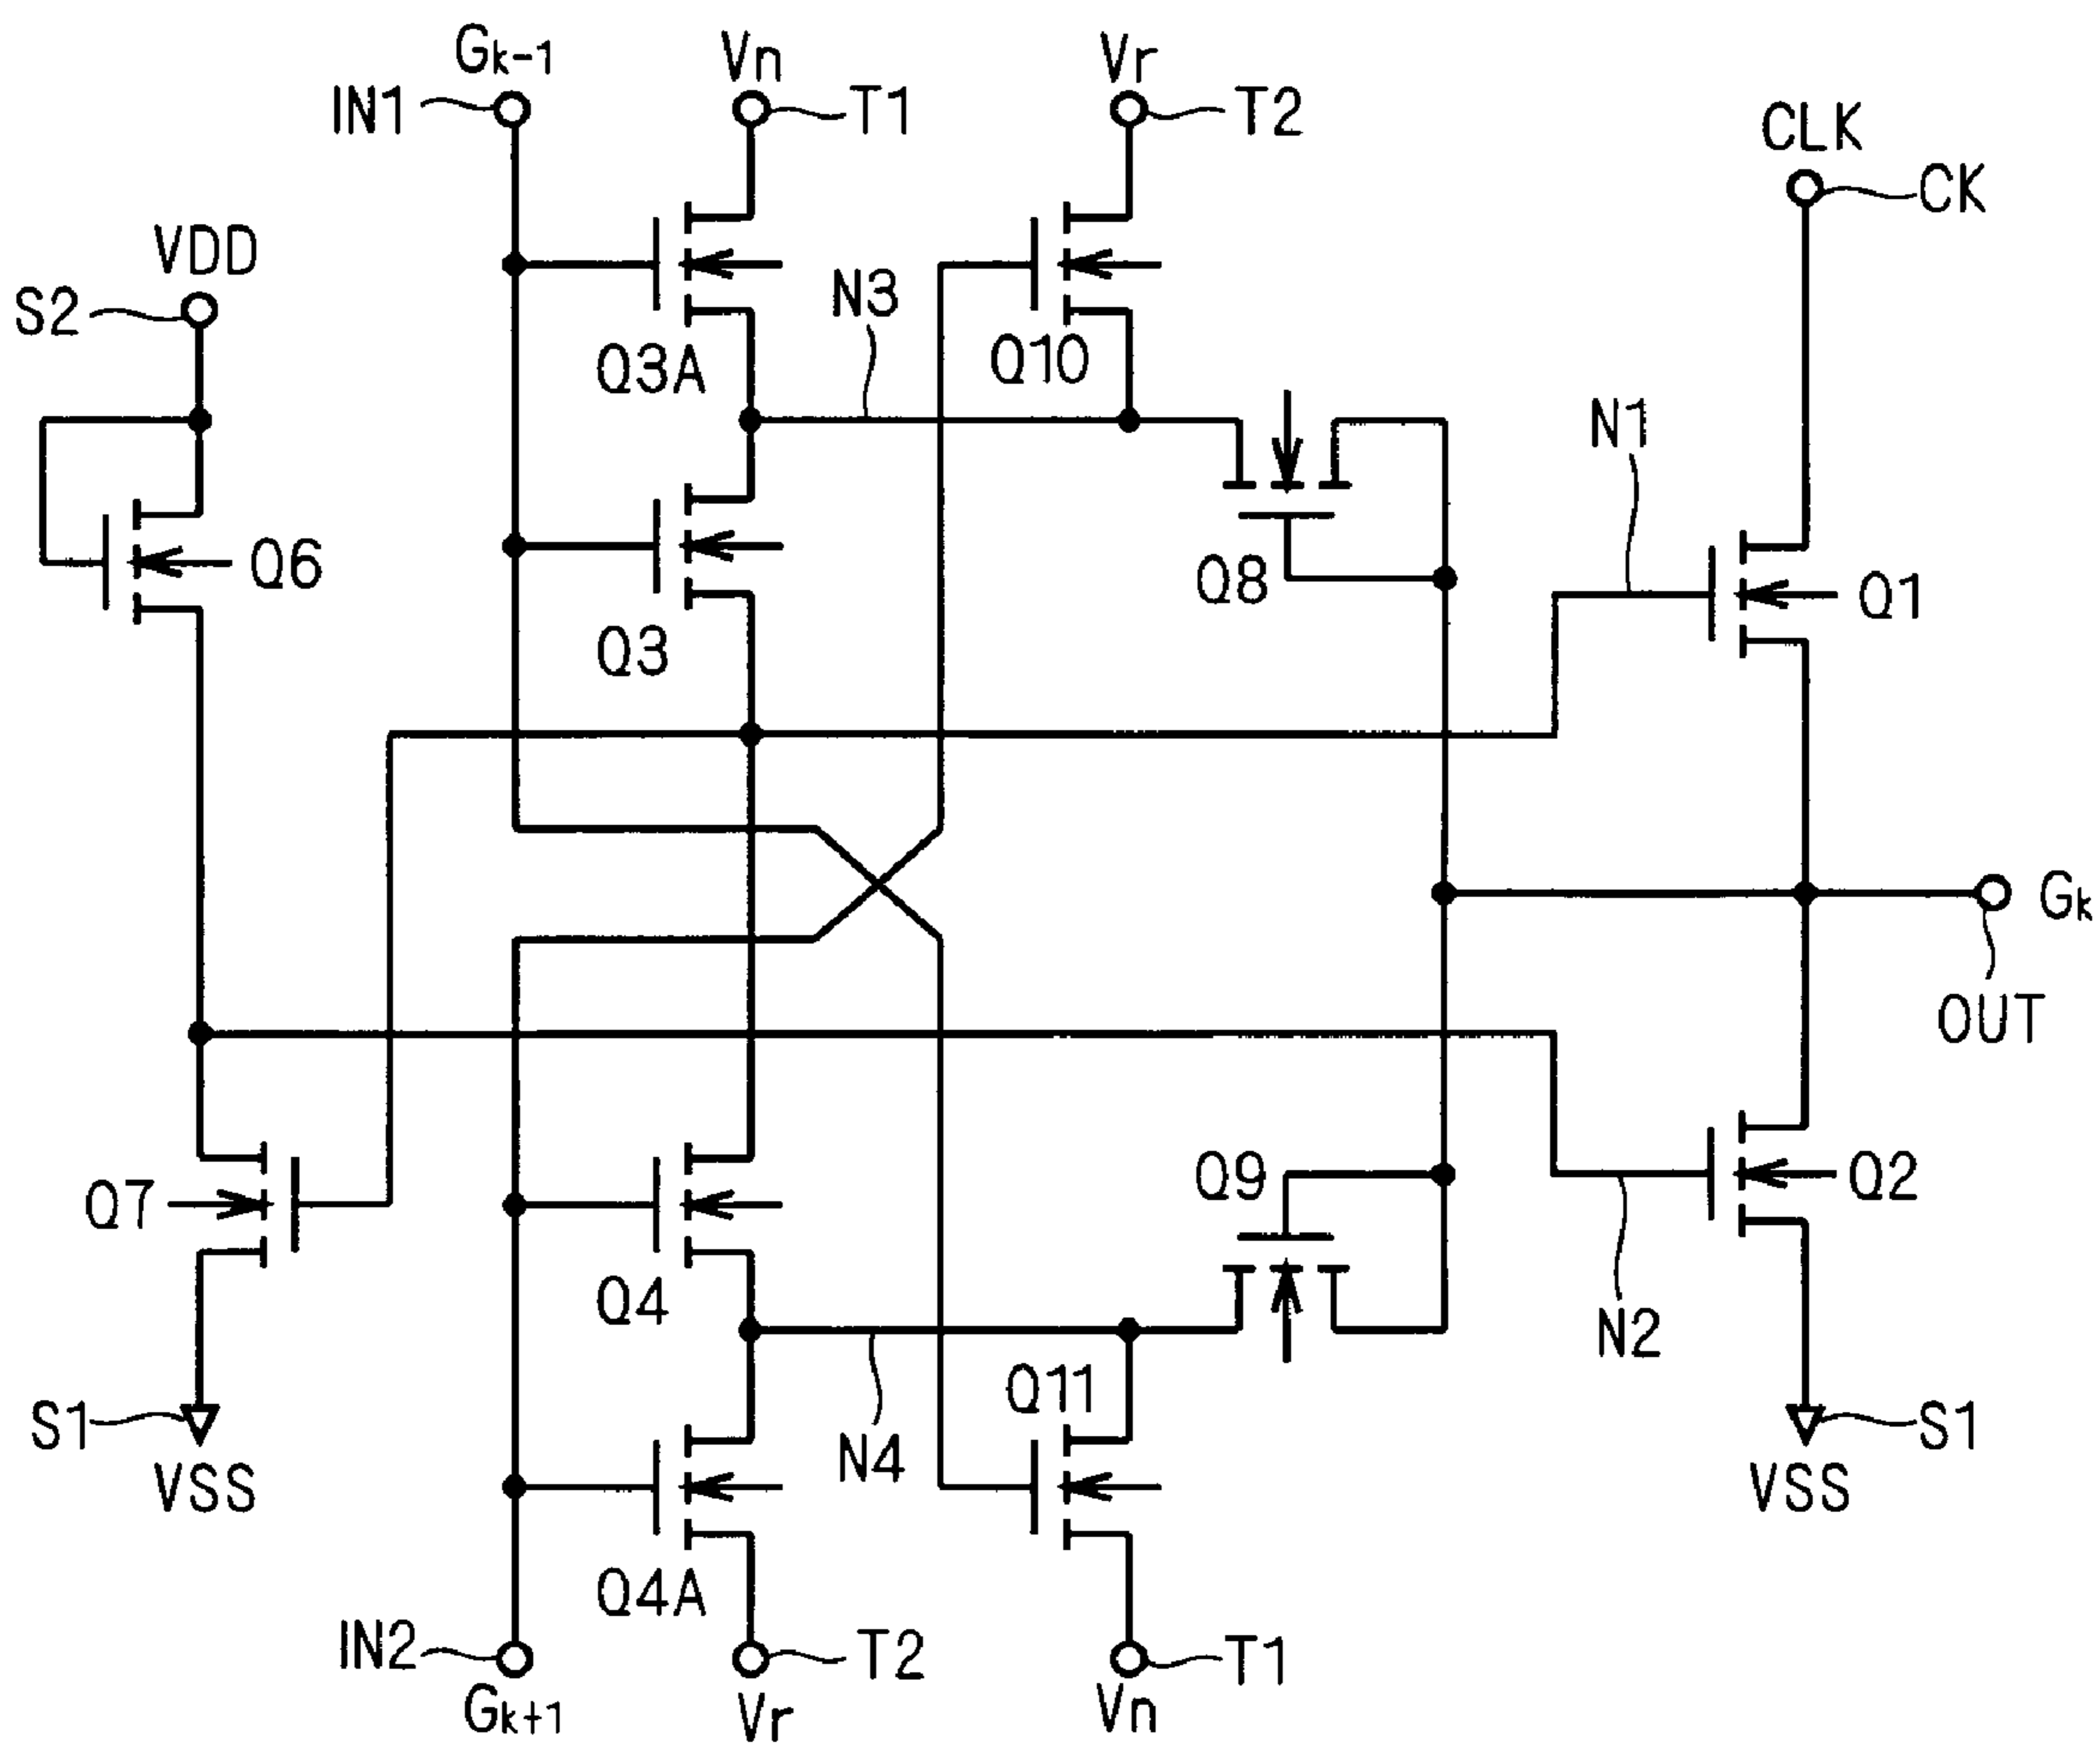 Gk-1
Vn
Vr
IN1
T1
T2
CLK
CK
VDD
S2
N3
Q3A
Q10
N1
Q6
Q8
Q1
Q3
Gk
OUT
Q7
Q9
Q2
Q4
N2
Q11
S1
N4
S1
VSS
VSS
Q4A
IN2
T2
T1
Gk+1
Vr
Vn